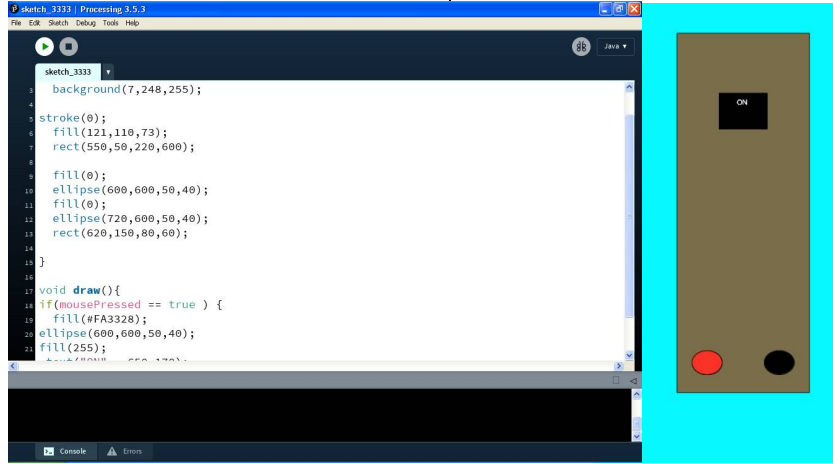 sketch_3333 | Processing 3.5.3
File Edit Sketch Debug Tools Help
Java ▼
sketch_3333 ▼
3 background(7,248,255);
4
5 stroke(0);
6 fill(121,110,73);
7 rect(550,50,220,600);
8
9 fill(0);
10 ellipse(600,600,50,40);
11 fill(0);
12 ellipse(720,600,50,40);
13 rect(620,150,80,60);
14
15 }
16
17 void draw(){
18 if(mousePressed == true ) {
19 fill(#FA3328);
20 ellipse(600,600,50,40);
21 fill(255);
ON
Console Errors